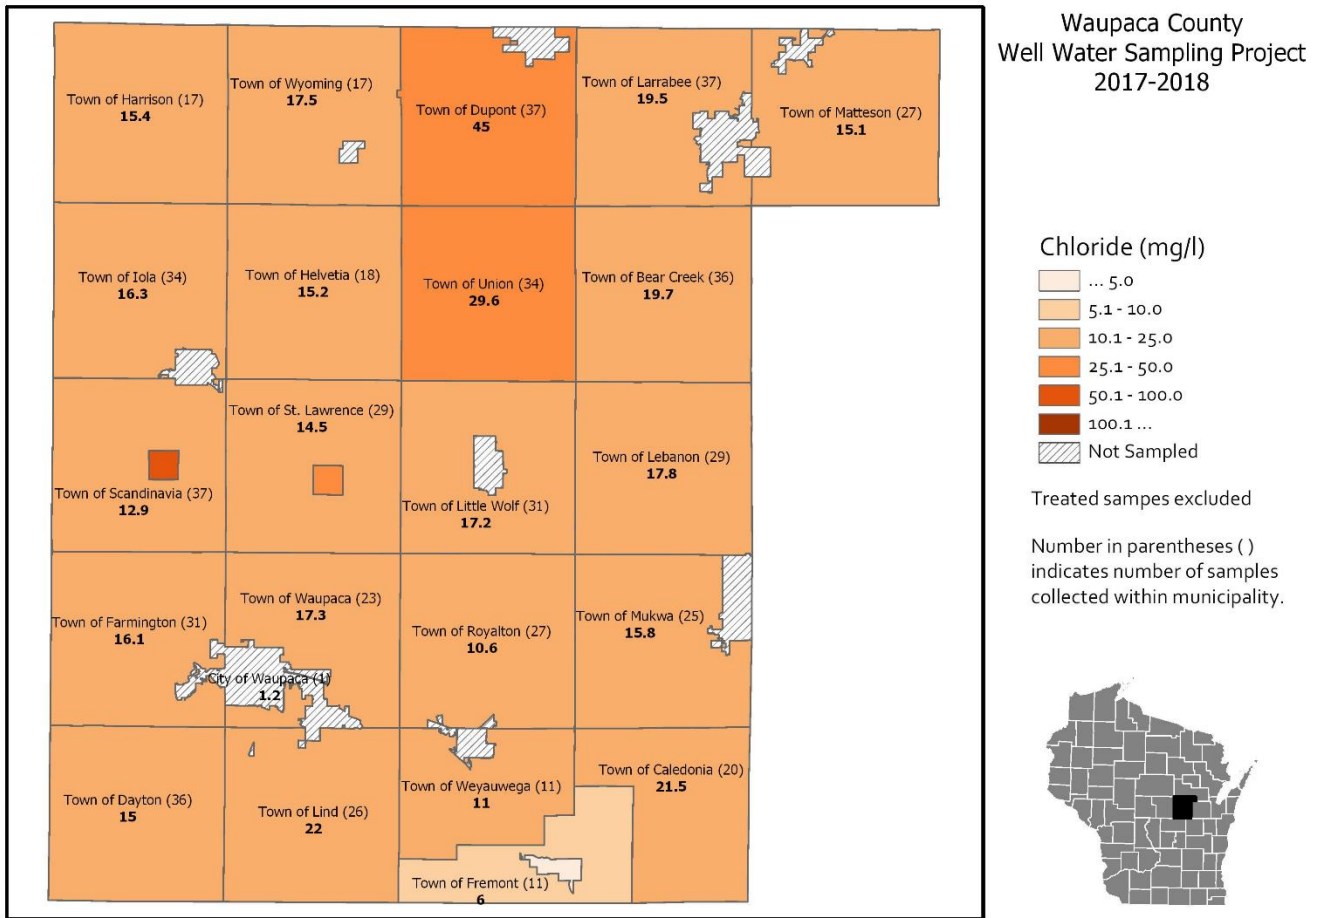 Waupaca County
Well Water Sampling Project
2017-2018
Town of Harrison (17)
15.4
Town of Wyoming (17)
17.5
Town of Dupont (37)
45
Town of Larrabee (37)
19.5
Town of Matteson (27)
15.1
Town of Iola (34)
16.3
Town of Helvetia (18)
15.2
Town of Union (34)
29.6
Town of Bear Creek (36)
19.7
Town of Scandinavia (37)
12.9
Town of St. Lawrence (29)
14.5
Town of Little Wolf (31)
17.2
Town of Lebanon (29)
17.8
Town of Farmington (31)
16.1
Town of Waupaca (23)
17.3
City of Waupaca (1)
1.2
Town of Royalton (27)
10.6
Town of Mukwa (25)
15.8
Town of Dayton (36)
15
Town of Lind (26)
22
Town of Weyauwega (11)
11
Town of Caledonia (20)
21.5
Town of Fremont (11)
6
Chloride (mg/l)
... 5.0
5.1 - 10.0
10.1 - 25.0
25.1 - 50.0
50.1 - 100.0
100.1 ...
Not Sampled
Treated sampes excluded
Number in parentheses ( )
indicates number of samples
collected within municipality.